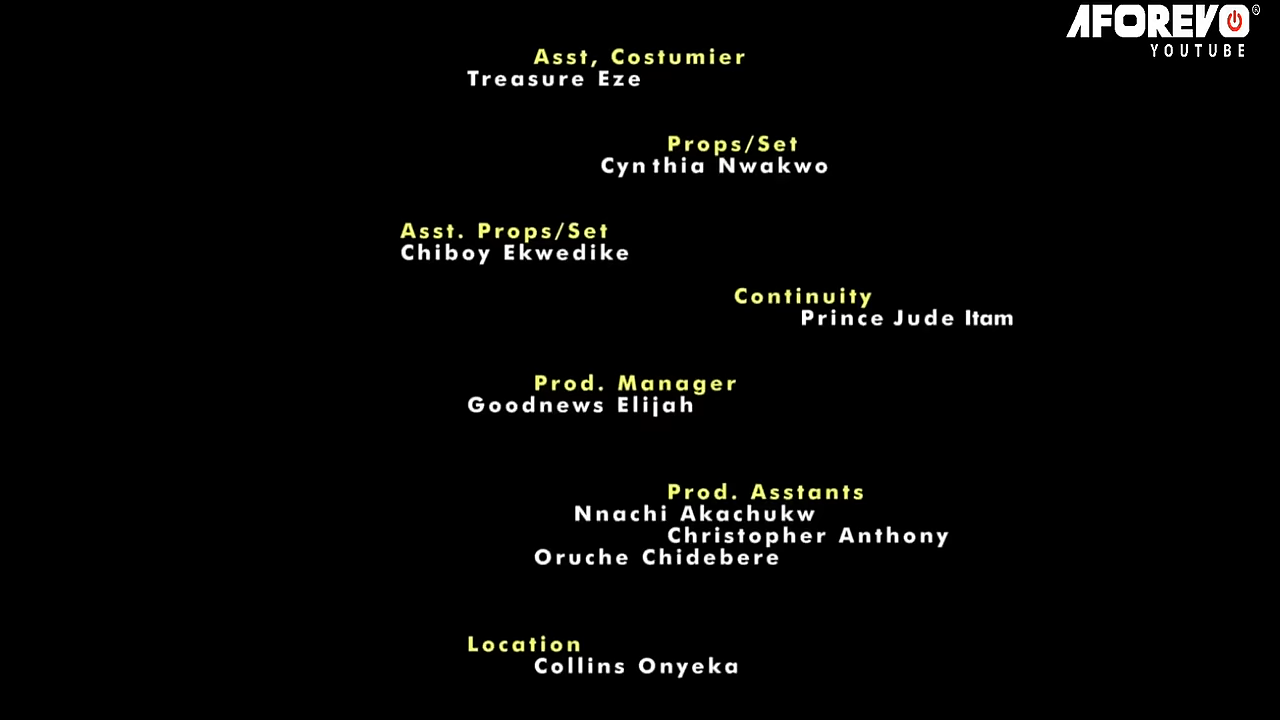 AFOREVO®
YOUTUBE
Asst, Costumier
Treasure Eze
Props/Set
Cynthia Nwakwo
Asst. Props/Set
Chiboy Ekwedike
Continuity
Prince Jude Itam
Prod. Manager
Goodnews Elijah
Prod. Asstants
Nnachi Akachukw
Christopher Anthony
Oruche Chidebere
Location
Collins Onyeka